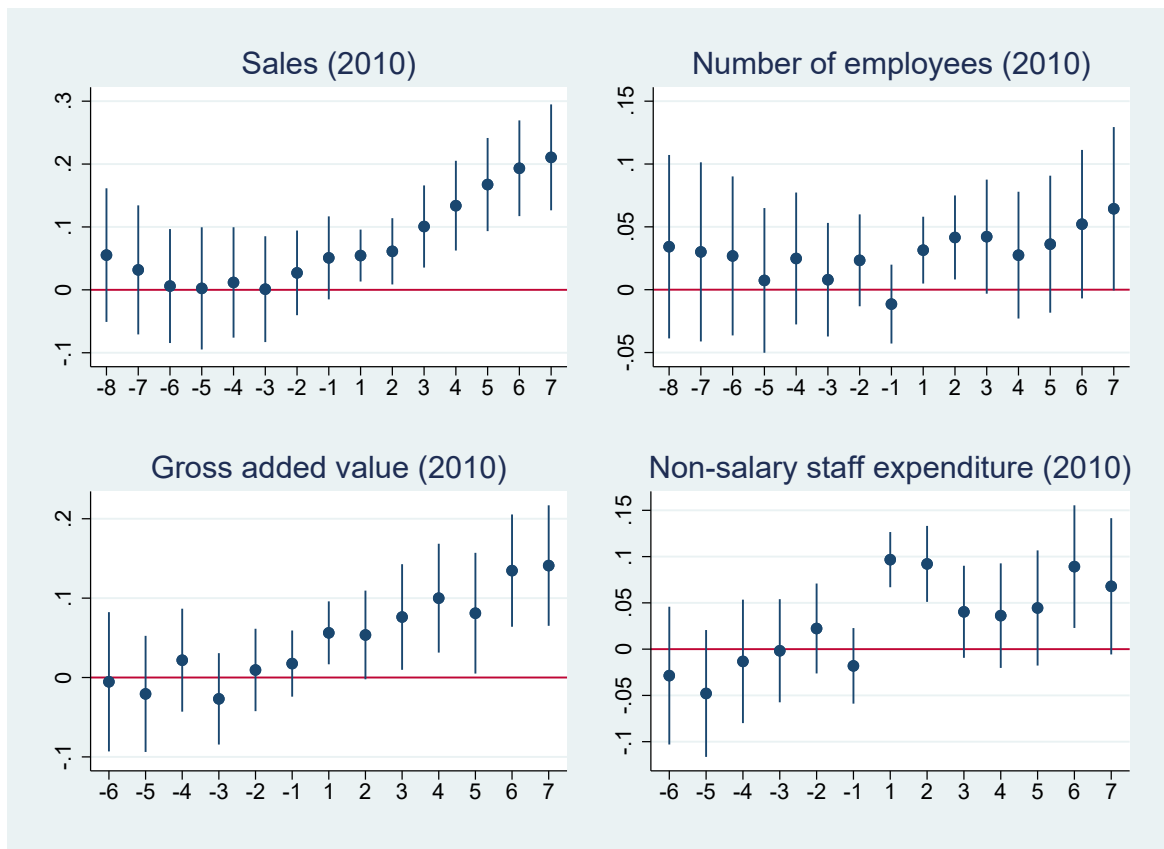 Sales (2010)
.3
.2
.1
0
-.1
-8 -7 -6 -5 -4 -3 -2 -1 1 2 3 4 5 6 7
Number of employees (2010)
.15
.1
.05
0
-.05
-8 -7 -6 -5 -4 -3 -2 -1 1 2 3 4 5 6 7
Gross added value (2010)
.2
.1
0
-.1
-6 -5 -4 -3 -2 -1 1 2 3 4 5 6 7
Non-salary staff expenditure (2010)
.15
.1
.05
0
-.05
-.1
-6 -5 -4 -3 -2 -1 1 2 3 4 5 6 7